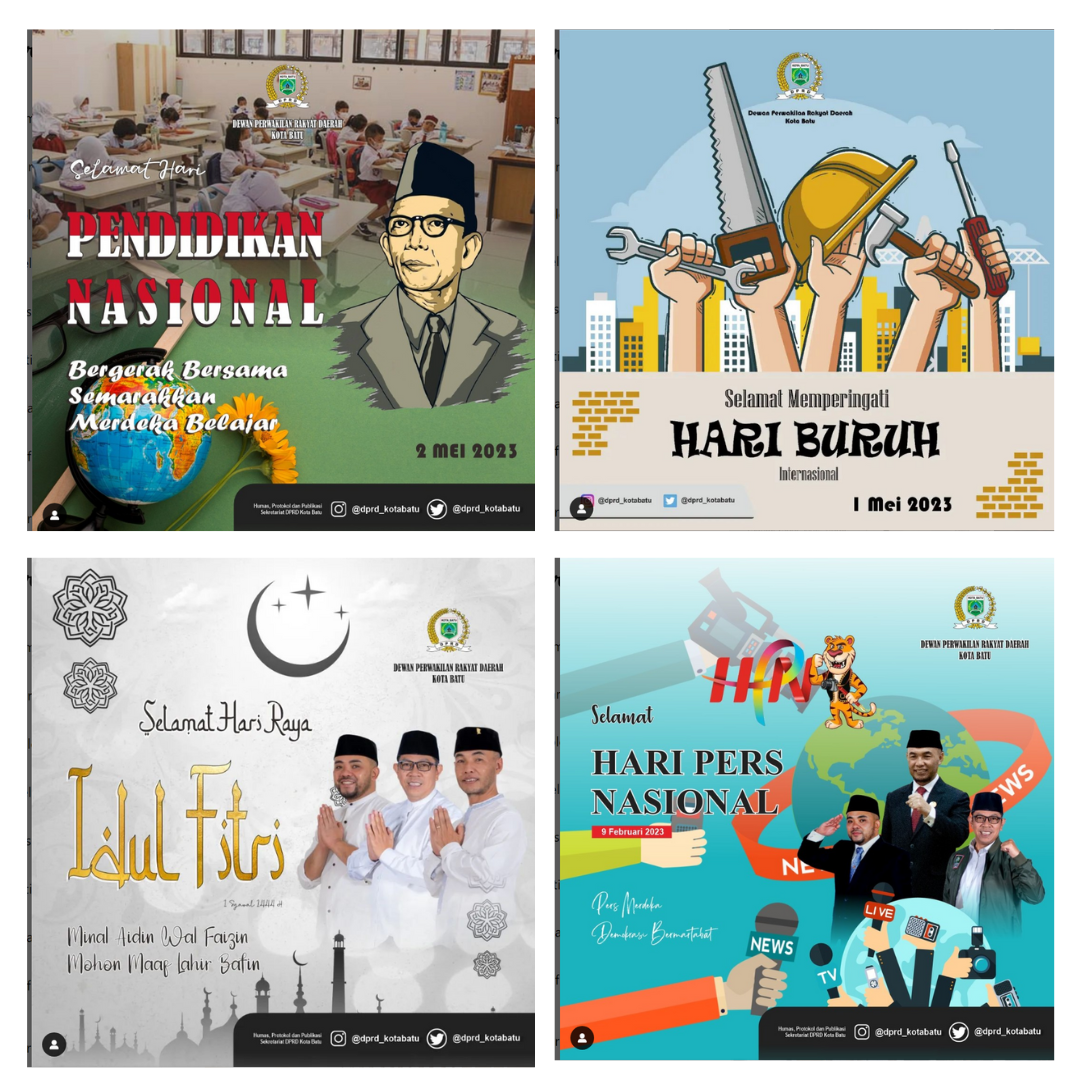 DEWAN PERWAKILAN RAKYAT DAERAH
KOTA BATU
Selamat Hari
PENDIDIKAN
NASIONAL
Bergerak Bersama
Semarakkan
Merdeka Belajar
2 MEI 2023
Humas, Protokol dan Publikasi
Sekretariat DPRD Kota Batu
@dprd_kotabatu
@dprd_kotabatu
Dewan Perwakilan Rakyat Daerah
Kota Batu
Selamat Memperingati
HARI BURUH
Internasional
1 Mei 2023
@dprd_kotabatu
@dprd_kotabatu
DEWAN PERWAKILAN RAKYAT DAERAH
KOTA BATU
Selamat Hari Raya
Idul Fitri
1 Syawal 1444 H
Minal Aidin Wal Faizin
Mohon Maaf Lahir Batin
Humas, Protokol dan Publikasi
Sekretariat DPRD Kota Batu
@dprd_kotabatu
@dprd_kotabatu
DEWAN PERWAKILAN RAKYAT DAERAH
KOTA BATU
HPN
Selamat
HARI PERS
NASIONAL
9 Februari 2023
NEWS
Pers Merdeka
Demokrasi Bermartabat
LIVE
NEWS
TV
Humas, Protokol dan Publikasi
Sekretariat DPRD Kota Batu
@dprd_kotabatu
@dprd_kotabatu